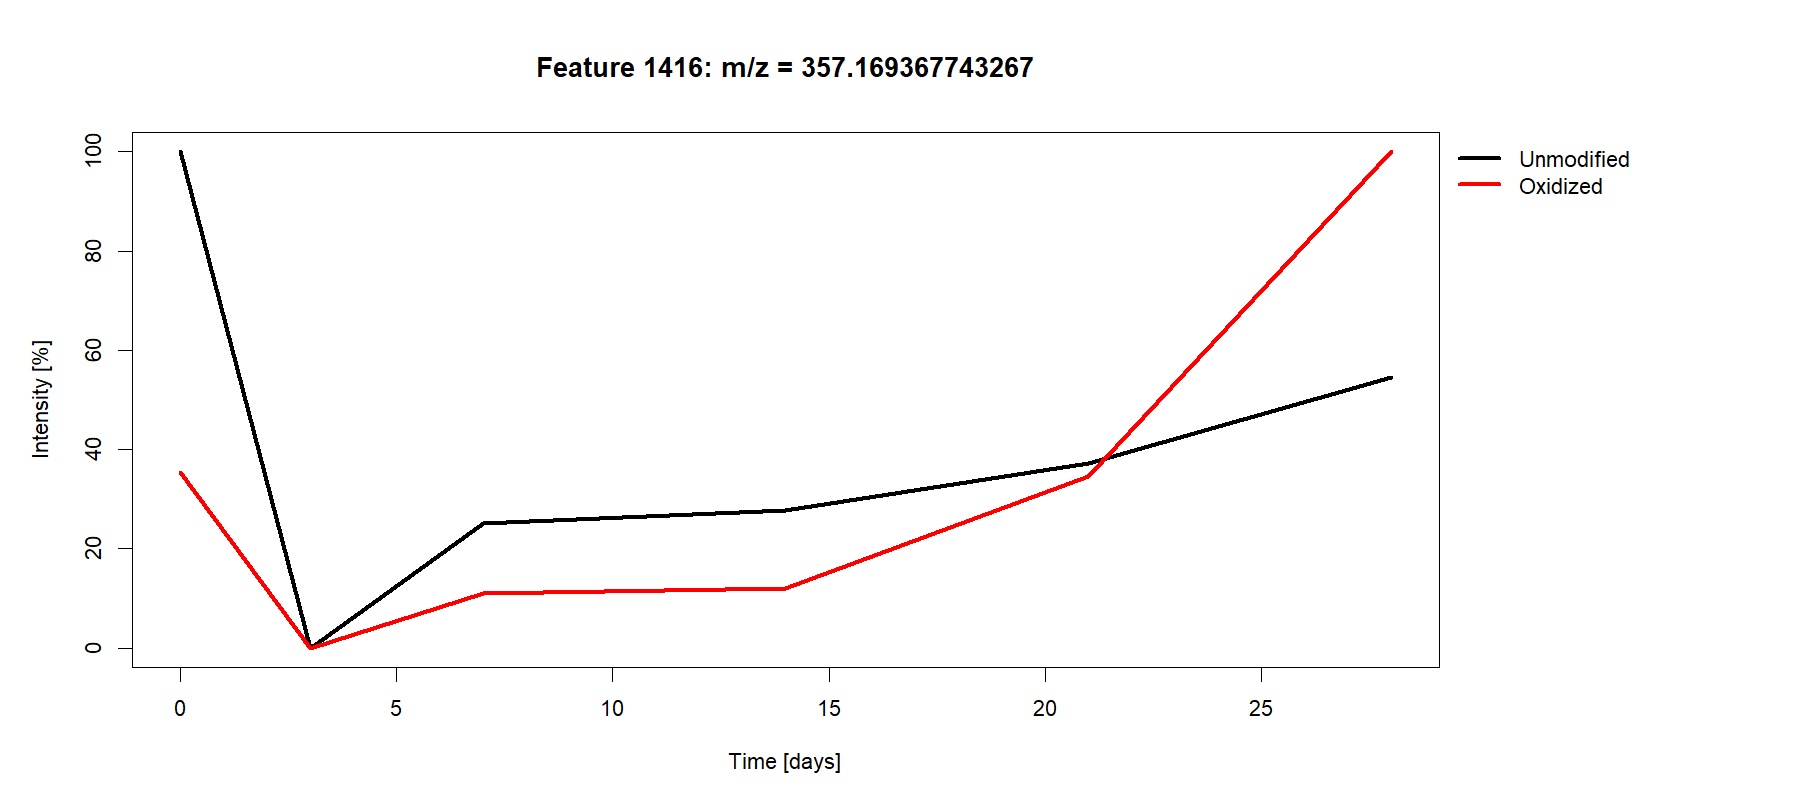 Feature 1416: m/z = 357.169367743267
Unmodified
Oxidized
100
80
60
40
20
0
Intensity [%]
0 5 10 15 20 25
Time [days]